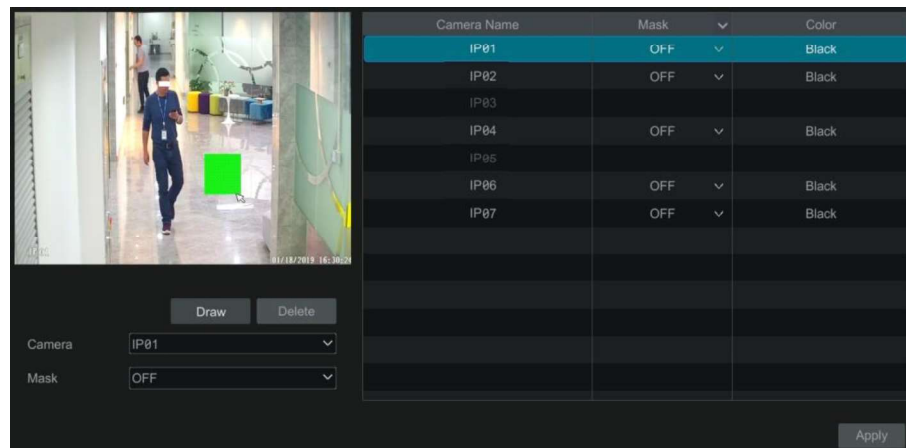 Camera Name Mask Color
IP01 OFF Black
IP02 OFF Black
IP03
IP04 OFF Black
IP05
IP06 OFF Black
IP07 OFF Black
01/18/2019 16:30:24
Draw Delete
Camera IP01
Mask OFF
Apply